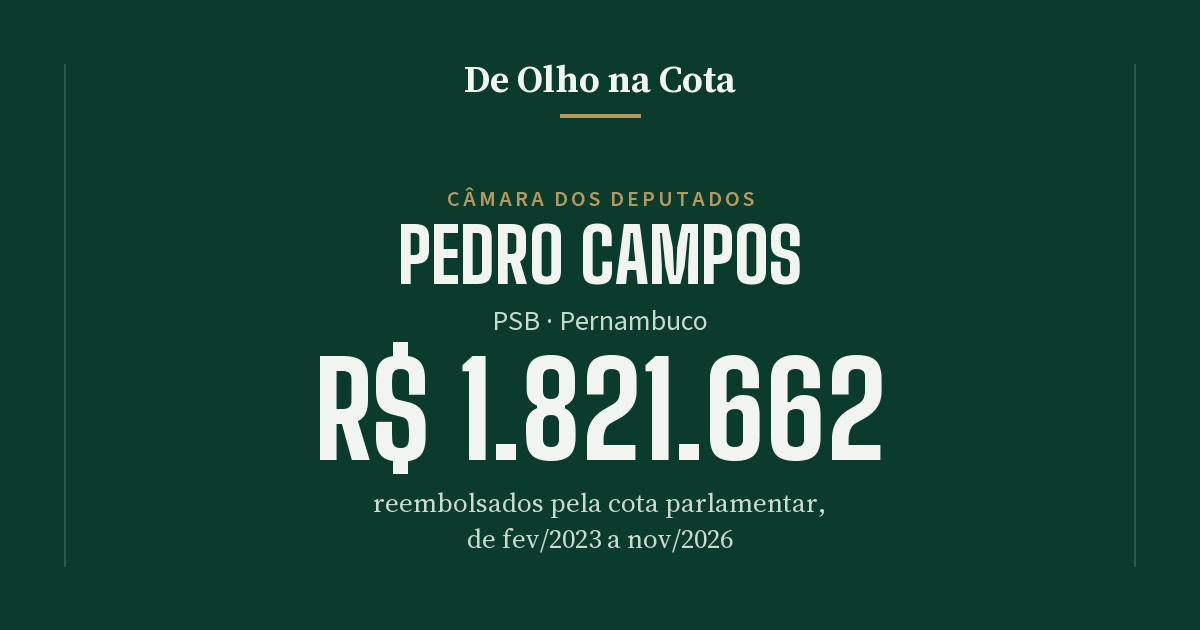 De Olho na Cota
CÂMARA DOS DEPUTADOS
PEDRO CAMPOS
PSB · Pernambuco
R$ 1.821.662
reembolsados pela cota parlamentar,
de fev/2023 a nov/2026